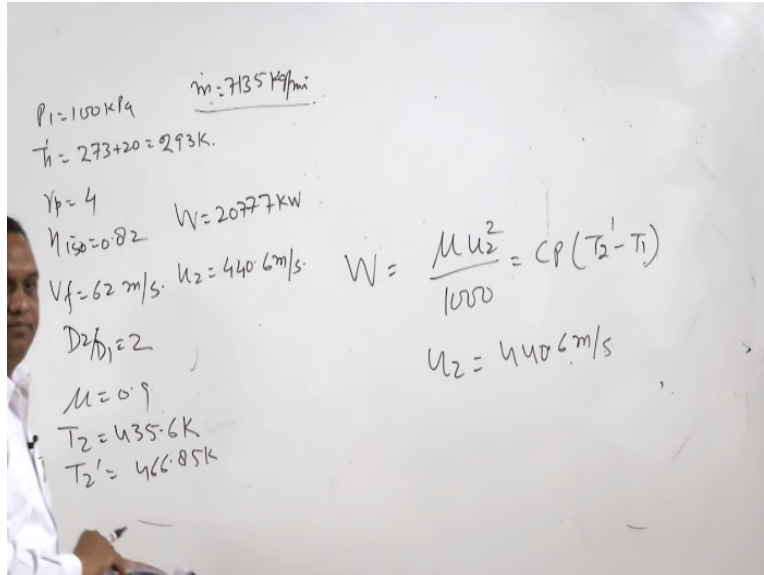 ṁ = 7135 Kg/mi
P1 = 100 KPa
T1 = 273+20 = 293K.
rp = 4
W = 20777 KW
ηiso = 0.82
Vf = 62 m/s. u2 = 440.6 m/s.
D2/D1 = 2
μ = 0.9
T2 = 435.6K
T2' = 466.85K
W = μu2²/1000 = CP(T2' - T1)
u2 = 440.6 m/s